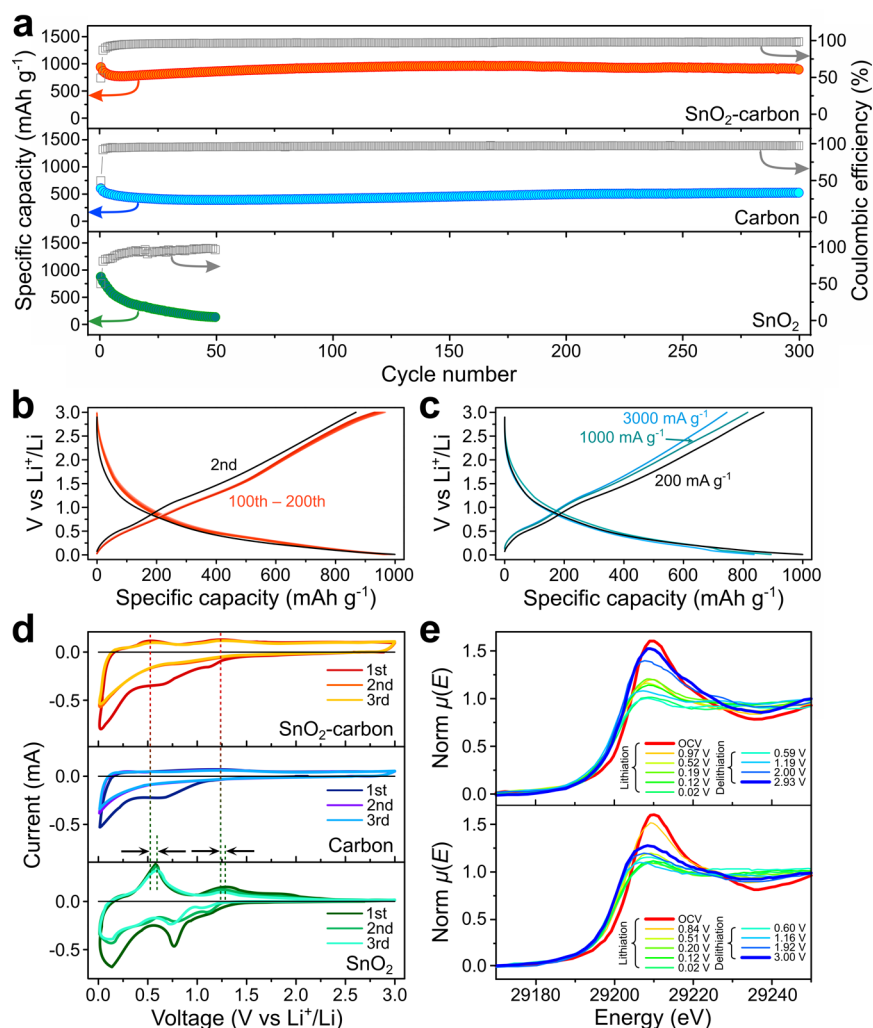 a
Specific capacity (mAh g⁻¹)
Coulombic efficiency (%)
1500
1000
500
0
100
50
0
SnO₂-carbon
1500
1000
500
0
100
50
0
Carbon
1500
1000
500
0
100
50
0
SnO₂
0 50 100 150 200 250 300
Cycle number
b
V vs Li⁺/Li
3.0
2.5
2.0
1.5
1.0
0.5
0.0
2nd
100th – 200th
0 200 400 600 800 1000
Specific capacity (mAh g⁻¹)
c
V vs Li⁺/Li
3.0
2.5
2.0
1.5
1.0
0.5
0.0
3000 mA g⁻¹
1000 mA g⁻¹
200 mA g⁻¹
0 200 400 600 800 1000
Specific capacity (mAh g⁻¹)
d
Current (mA)
0.0
-0.5
1st
2nd
3rd
SnO₂-carbon
0.0
-0.5
1st
2nd
3rd
Carbon
0.0
-0.5
1st
2nd
3rd
SnO₂
0.0 0.5 1.0 1.5 2.0 2.5 3.0
Voltage (V vs Li⁺/Li)
e
Norm μ(E)
1.5
1.0
0.5
0.0
Lithiation
OCV
0.97 V
0.52 V
0.19 V
0.12 V
0.02 V
Delithiation
0.59 V
1.19 V
2.00 V
2.93 V
Norm μ(E)
1.5
1.0
0.5
0.0
Lithiation
OCV
0.84 V
0.51 V
0.20 V
0.12 V
0.02 V
Delithiation
0.60 V
1.16 V
1.92 V
3.00 V
29180 29200 29220 29240
Energy (eV)